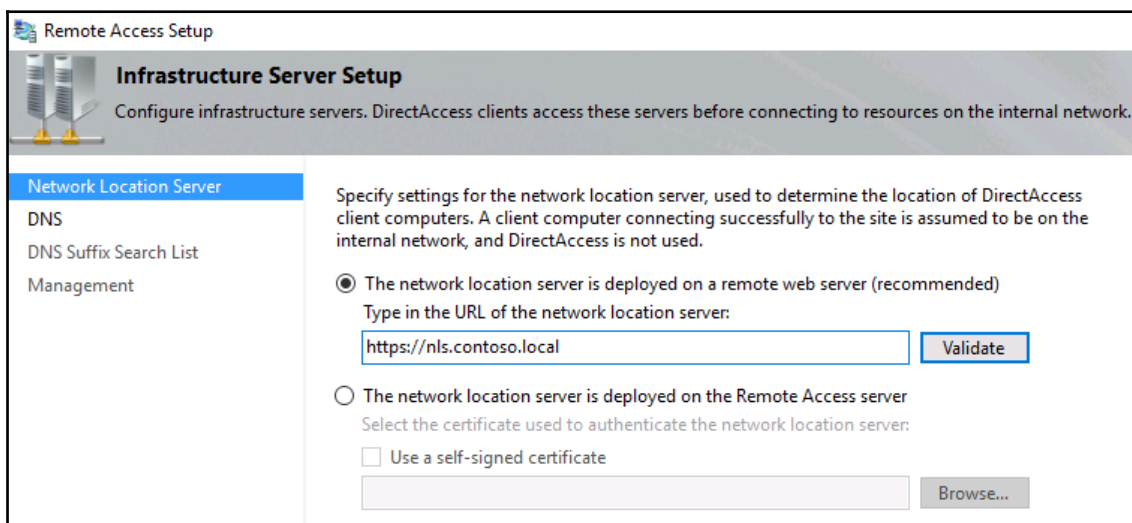 Remote Access Setup
Infrastructure Server Setup
Configure infrastructure servers. DirectAccess clients access these servers before connecting to resources on the internal network.
Network Location Server
DNS
DNS Suffix Search List
Management
Specify settings for the network location server, used to determine the location of DirectAccess
client computers. A client computer connecting successfully to the site is assumed to be on the
internal network, and DirectAccess is not used.
The network location server is deployed on a remote web server (recommended)
Type in the URL of the network location server:
https://nls.contoso.local
Validate
The network location server is deployed on the Remote Access server
Select the certificate used to authenticate the network location server:
Use a self-signed certificate
Browse...